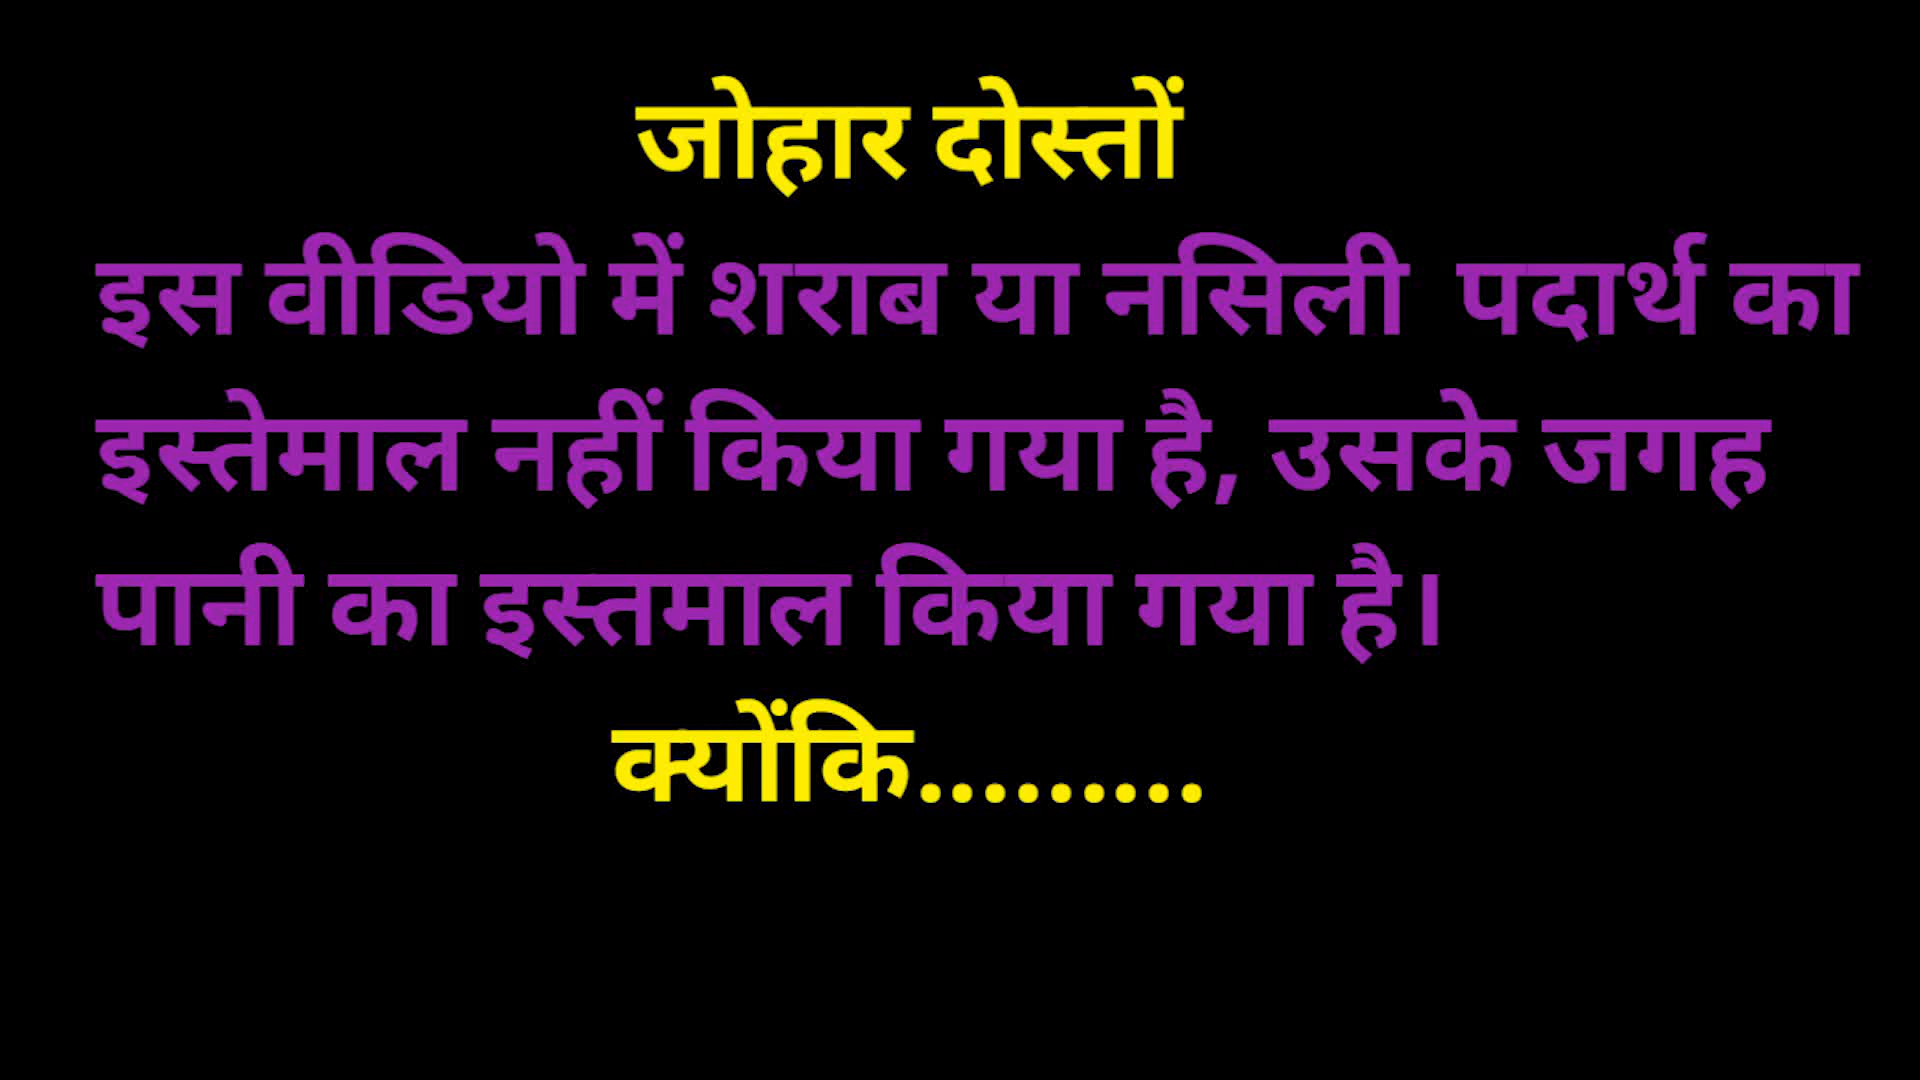 जोहार दोस्तों
इस वीडियो में शराब या नसिली पदार्थ का
इस्तेमाल नहीं किया गया है, उसके जगह
पानी का इस्तमाल किया गया है।
क्योंकि.........